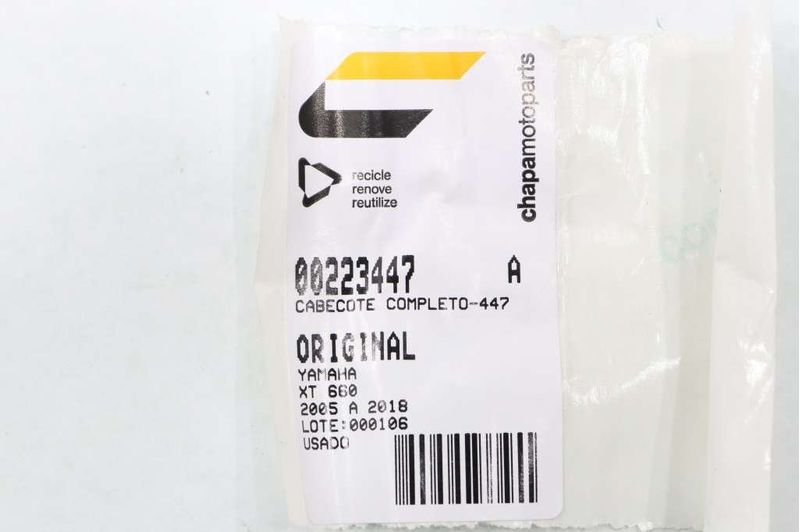 chapamotoparts
recicle
renove
reutilize
00223447 A
CABECOTE COMPLETO-447
ORIGINAL
YAMAHA
XT 660
2005 A 2018
LOTE:000106
USADO